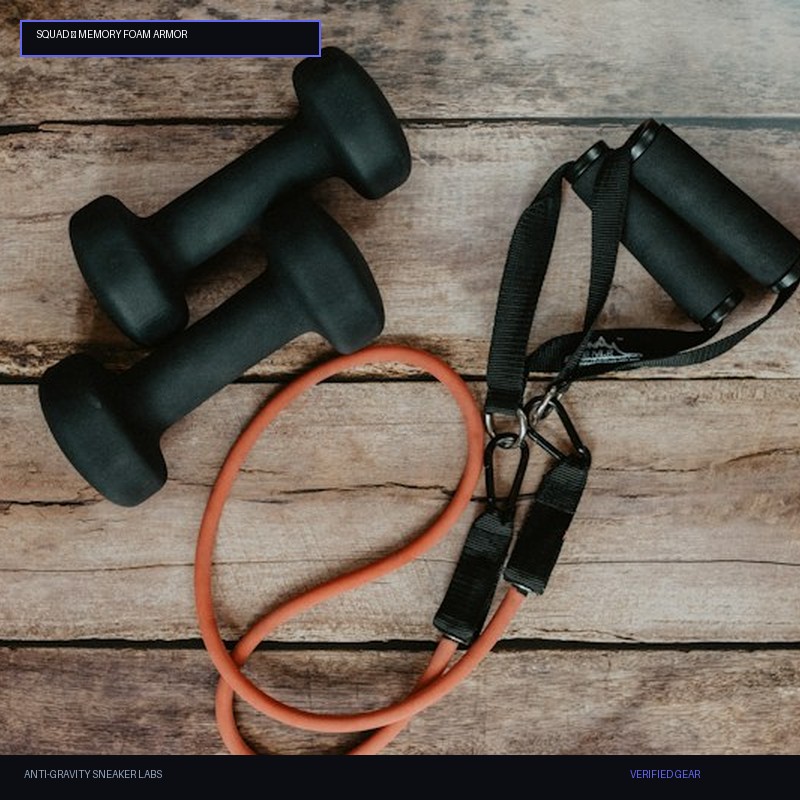 SQUAD▯MEMORY FOAM ARMOR
ANTI-GRAVITY SNEAKER LABS
VERIFIED GEAR